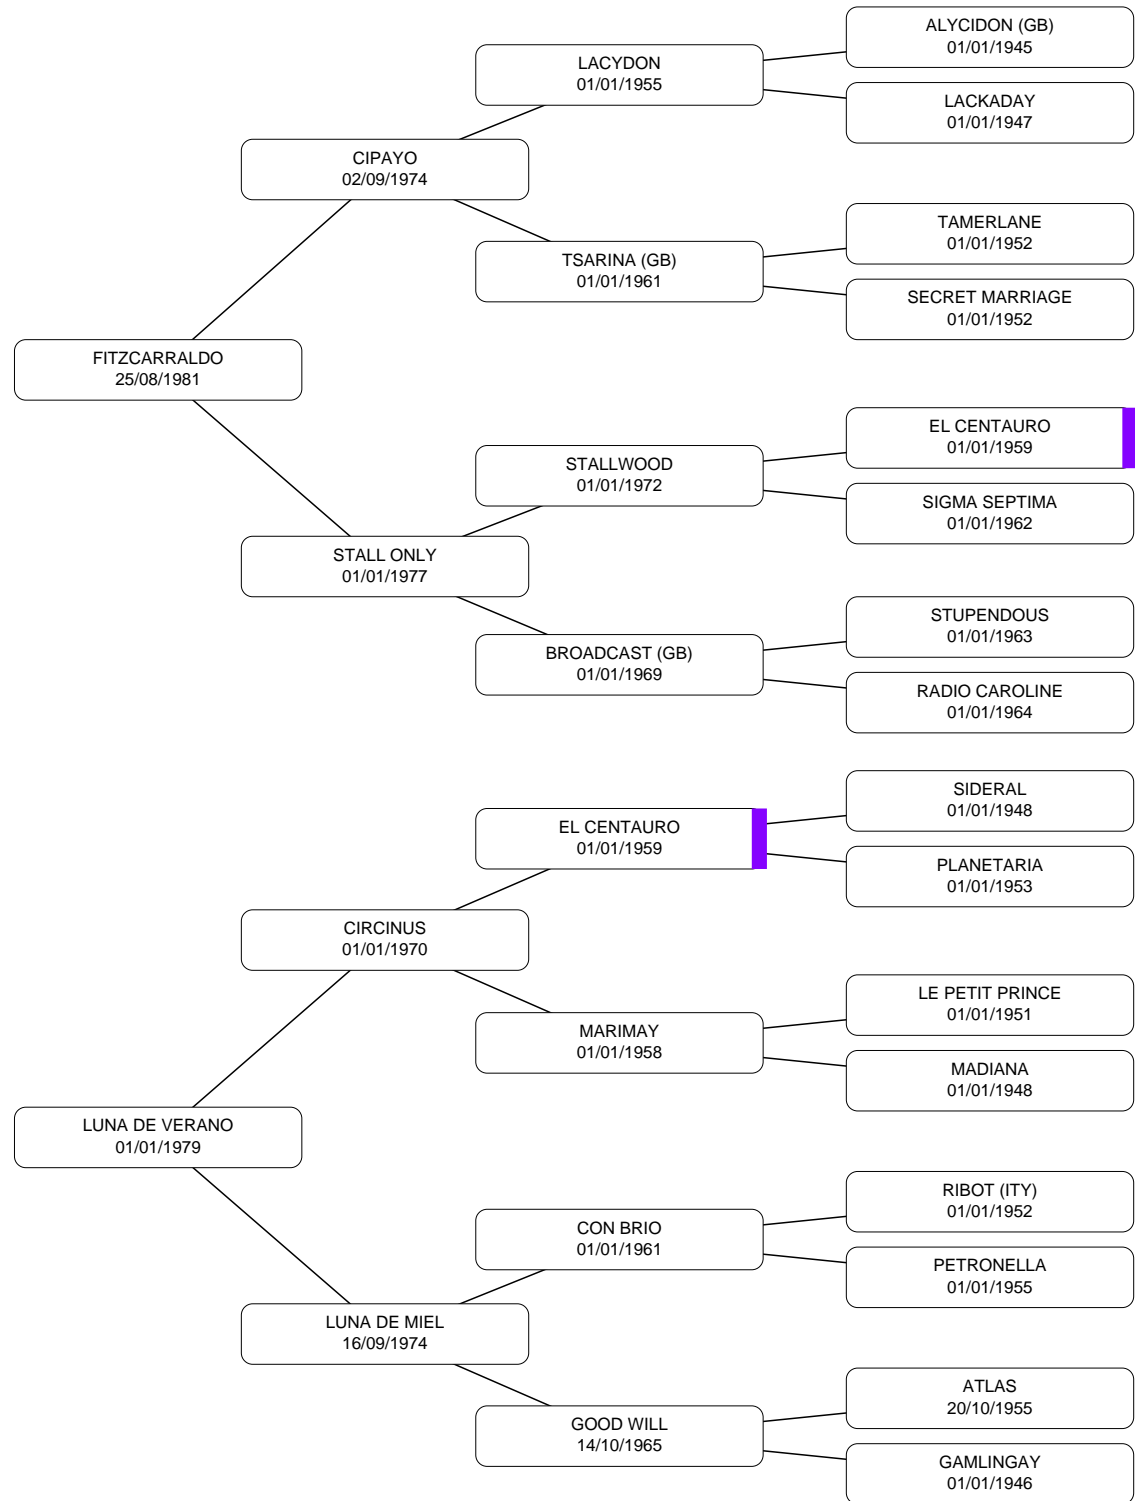 ALYCIDON (GB)
01/01/1945
LACYDON
01/01/1955
LACKADAY
01/01/1947
CIPAYO
02/09/1974
TAMERLANE
01/01/1952
TSARINA (GB)
01/01/1961
SECRET MARRIAGE
01/01/1952
FITZCARRALDO
25/08/1981
EL CENTAURO
01/01/1959
STALLWOOD
01/01/1972
SIGMA SEPTIMA
01/01/1962
STALL ONLY
01/01/1977
STUPENDOUS
01/01/1963
BROADCAST (GB)
01/01/1969
RADIO CAROLINE
01/01/1964
SIDERAL
01/01/1948
EL CENTAURO
01/01/1959
PLANETARIA
01/01/1953
CIRCINUS
01/01/1970
LE PETIT PRINCE
01/01/1951
MARIMAY
01/01/1958
MADIANA
01/01/1948
LUNA DE VERANO
01/01/1979
RIBOT (ITY)
01/01/1952
CON BRIO
01/01/1961
PETRONELLA
01/01/1955
LUNA DE MIEL
16/09/1974
ATLAS
20/10/1955
GOOD WILL
14/10/1965
GAMLINGAY
01/01/1946